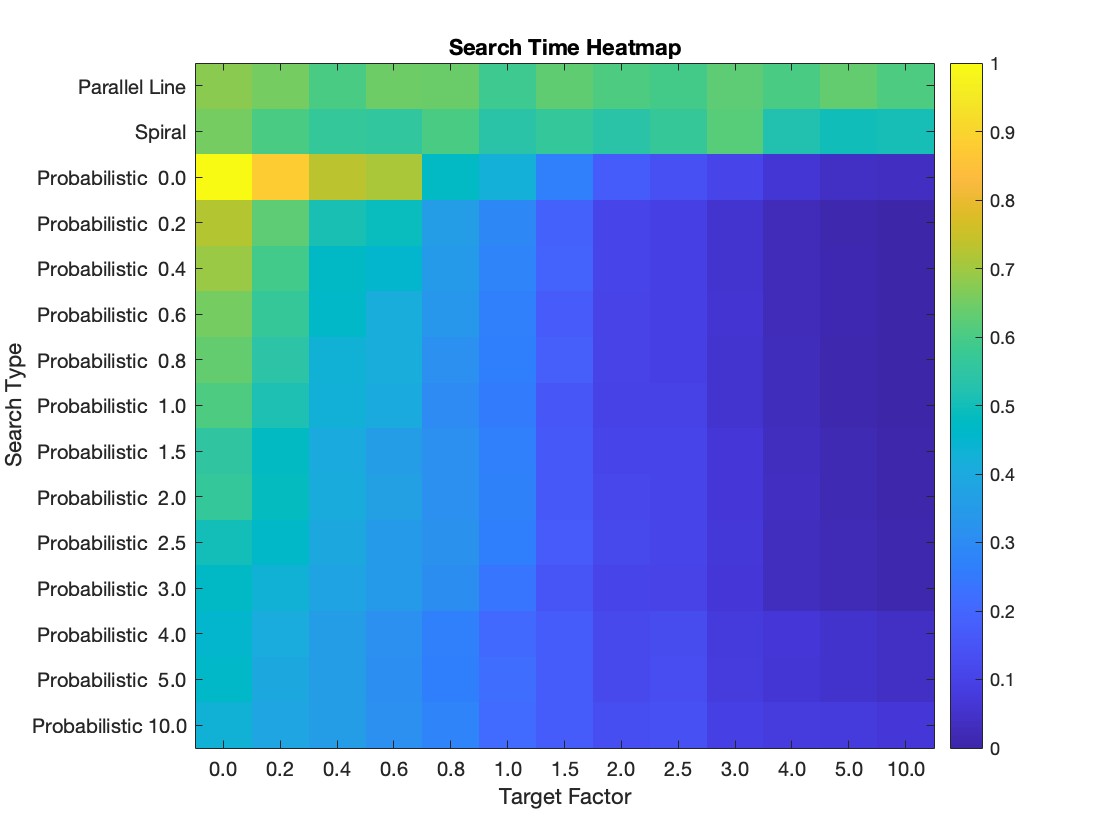 Search Time Heatmap
Search Type
Parallel Line
Spiral
Probabilistic 0.0
Probabilistic 0.2
Probabilistic 0.4
Probabilistic 0.6
Probabilistic 0.8
Probabilistic 1.0
Probabilistic 1.5
Probabilistic 2.0
Probabilistic 2.5
Probabilistic 3.0
Probabilistic 4.0
Probabilistic 5.0
Probabilistic 10.0
0.0 0.2 0.4 0.6 0.8 1.0 1.5 2.0 2.5 3.0 4.0 5.0 10.0
Target Factor
1
0.9
0.8
0.7
0.6
0.5
0.4
0.3
0.2
0.1
0